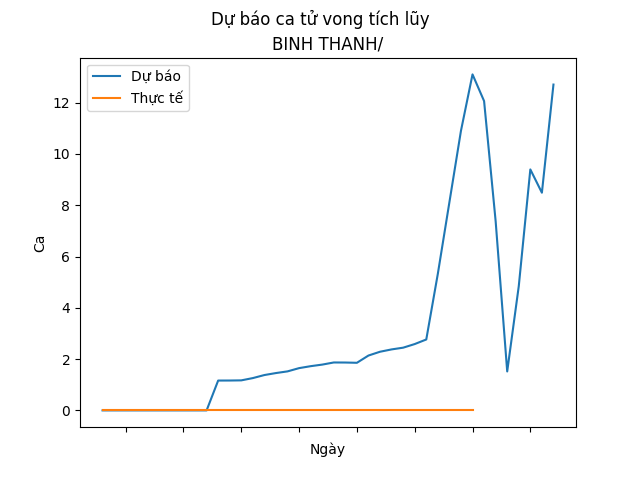 Dự báo ca tử vong tích lũy
BINH THANH/
Dự báo
Thực tế
12
10
8
6
4
2
0
Ca
Ngày